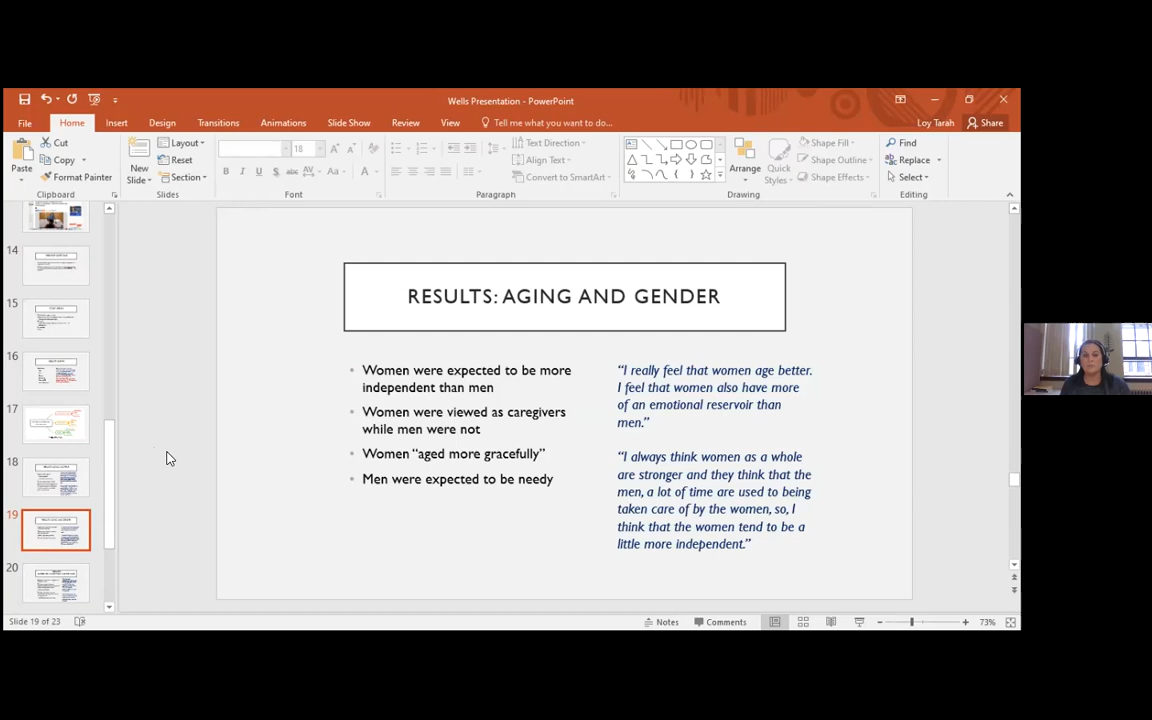 Wells Presentation - PowerPoint
Loy Tarah
Share
File
Home
Insert
Design
Transitions
Animations
Slide Show
Review
View
Tell me what you want to do...
Paste
Cut
Copy
Format Painter
Clipboard
New
Slide
Layout
Reset
Section
Slides
18
B I U S abc AV Aa A
Font
Text Direction
Align Text
Convert to SmartArt
Paragraph
Arrange
Quick
Styles
Shape Fill
Shape Outline
Shape Effects
Drawing
Find
Replace
Select
Editing
14
15
16
17
18
19
20
RESULTS: AGING AND GENDER
• Women were expected to be more
independent than men
• Women were viewed as caregivers
while men were not
• Women “aged more gracefully”
• Men were expected to be needy
“I really feel that women age better.
I feel that women also have more
of an emotional reservoir than
men.”
“I always think women as a whole
are stronger and they think that the
men, a lot of time are used to being
taken care of by the women, so, I
think that the women tend to be a
little more independent.”
Slide 19 of 23
Notes
Comments
73%